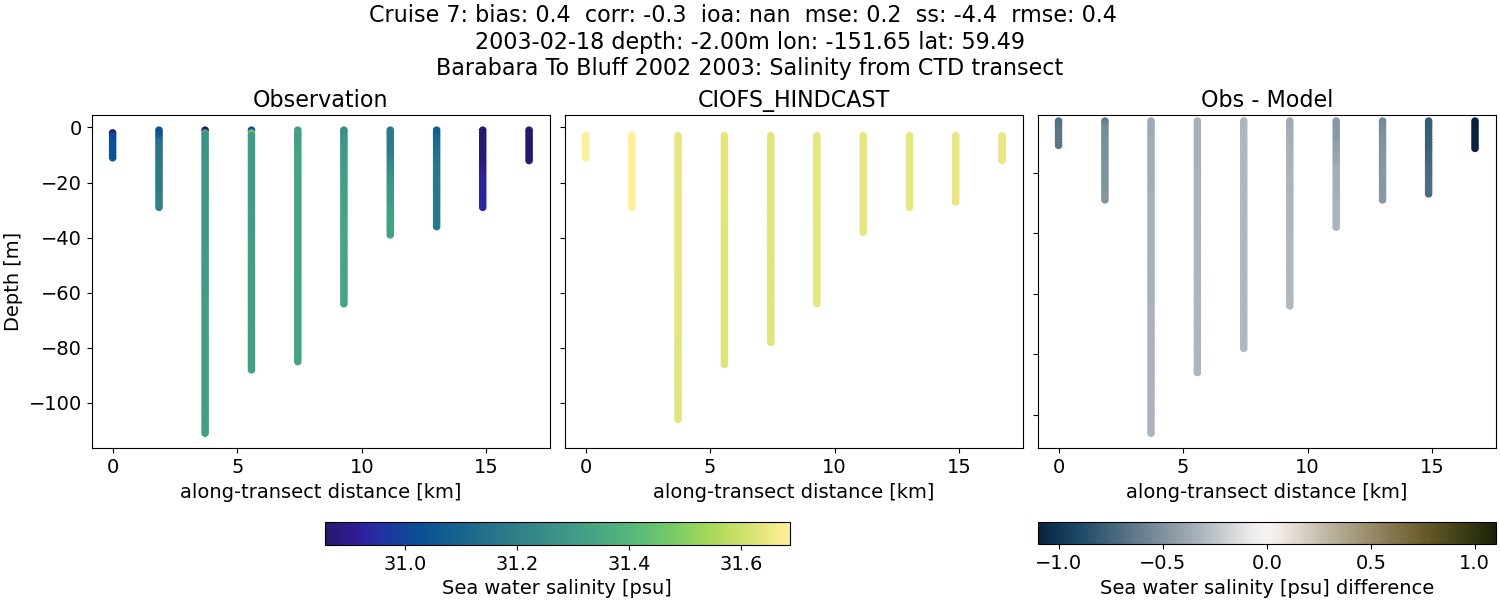 Cruise 7: bias: 0.4  corr: -0.3  ioa: nan  mse: 0.2  ss: -4.4  rmse: 0.4
2003-02-18 depth: -2.00m lon: -151.65 lat: 59.49
Barabara To Bluff 2002 2003: Salinity from CTD transect
Observation
CIOFS_HINDCAST
Obs - Model
Depth [m]
0
−20
−40
−60
−80
−100
0 5 10 15
0 5 10 15
0 5 10 15
along-transect distance [km]
along-transect distance [km]
along-transect distance [km]
31.0 31.2 31.4 31.6
Sea water salinity [psu]
−1.0 −0.5 0.0 0.5 1.0
Sea water salinity [psu] difference